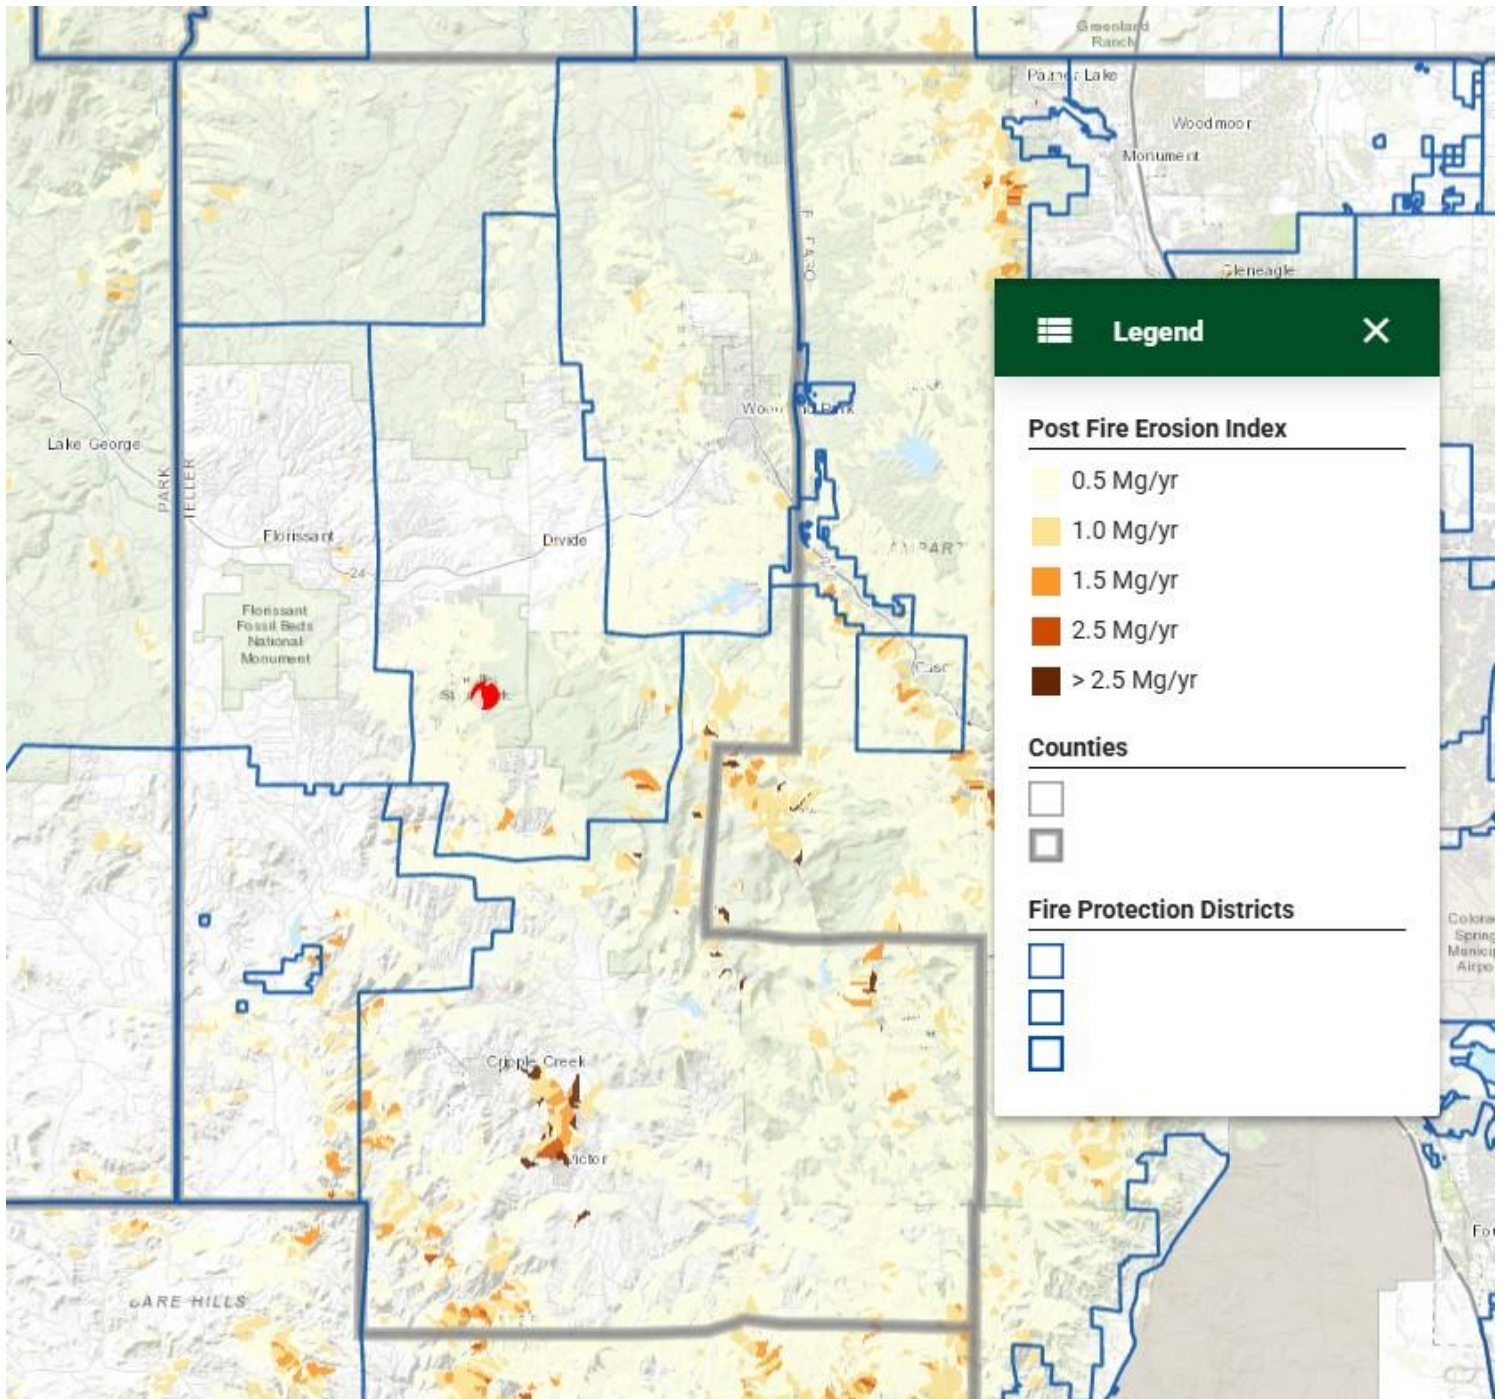 Greenland
Ranch
Lake
Woodmoor
Monument
Gleneagle
Legend
Post Fire Erosion Index
0.5 Mg/yr
1.0 Mg/yr
1.5 Mg/yr
2.5 Mg/yr
> 2.5 Mg/yr
Counties
Fire Protection Districts
Lake George
PARK
TELLER
Florissant
24
Divide
Florissant
Fossil Beds
National
Monument
Cripple Creek